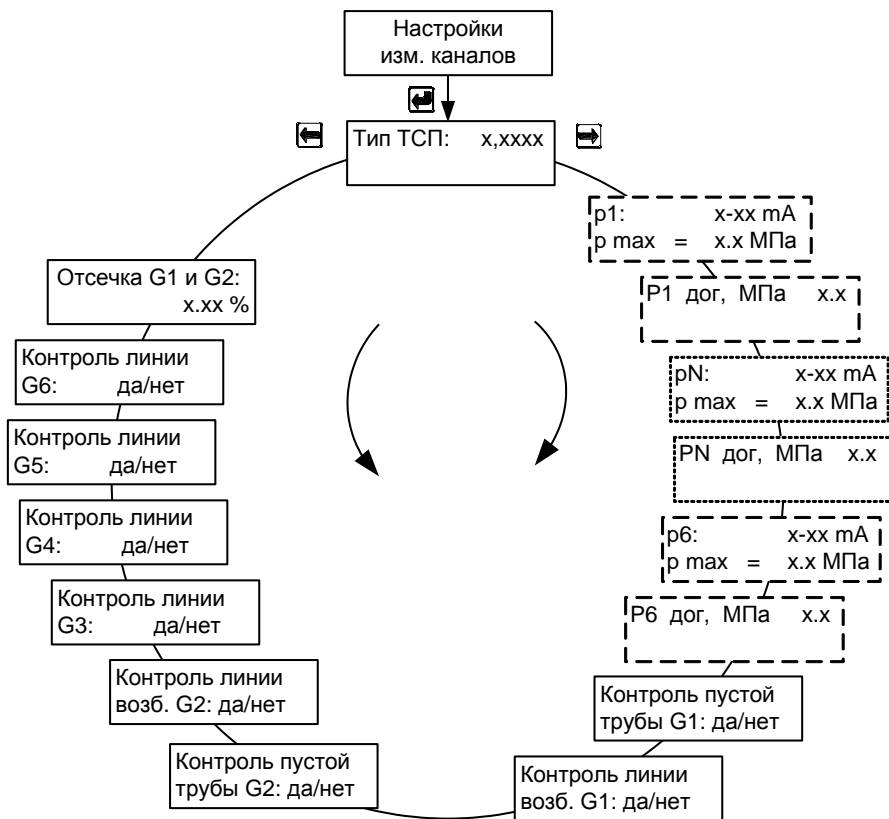 Настройки
изм. каналов
Тип ТСП: x,xxxx
p1: x-xx mA
p max = x.x МПа
P1 дог, МПа x.x
pN: x-xx mA
p max = x.x МПа
PN дог, МПа x.x
p6: x-xx mA
p max = x.x МПа
P6 дог, МПа x.x
Контроль пустой
трубы G1: да/нет
Контроль линии
возб. G1: да/нет
Контроль пустой
трубы G2: да/нет
Контроль линии
возб. G2: да/нет
Контроль линии
G3: да/нет
Контроль линии
G4: да/нет
Контроль линии
G5: да/нет
Контроль линии
G6: да/нет
Отсечка G1 и G2:
x.xx %